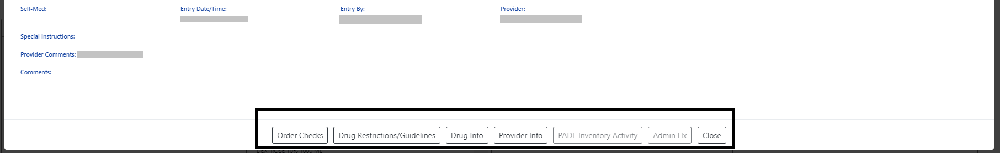 Self-Med: Entry Date/Time: Entry By: Provider:
Special Instructions:
Provider Comments:
Comments:
Order Checks Drug Restrictions/Guidelines Drug Info Provider Info PADE Inventory Activity Admin Hx Close
DEXTROSE 10% 1000 ML